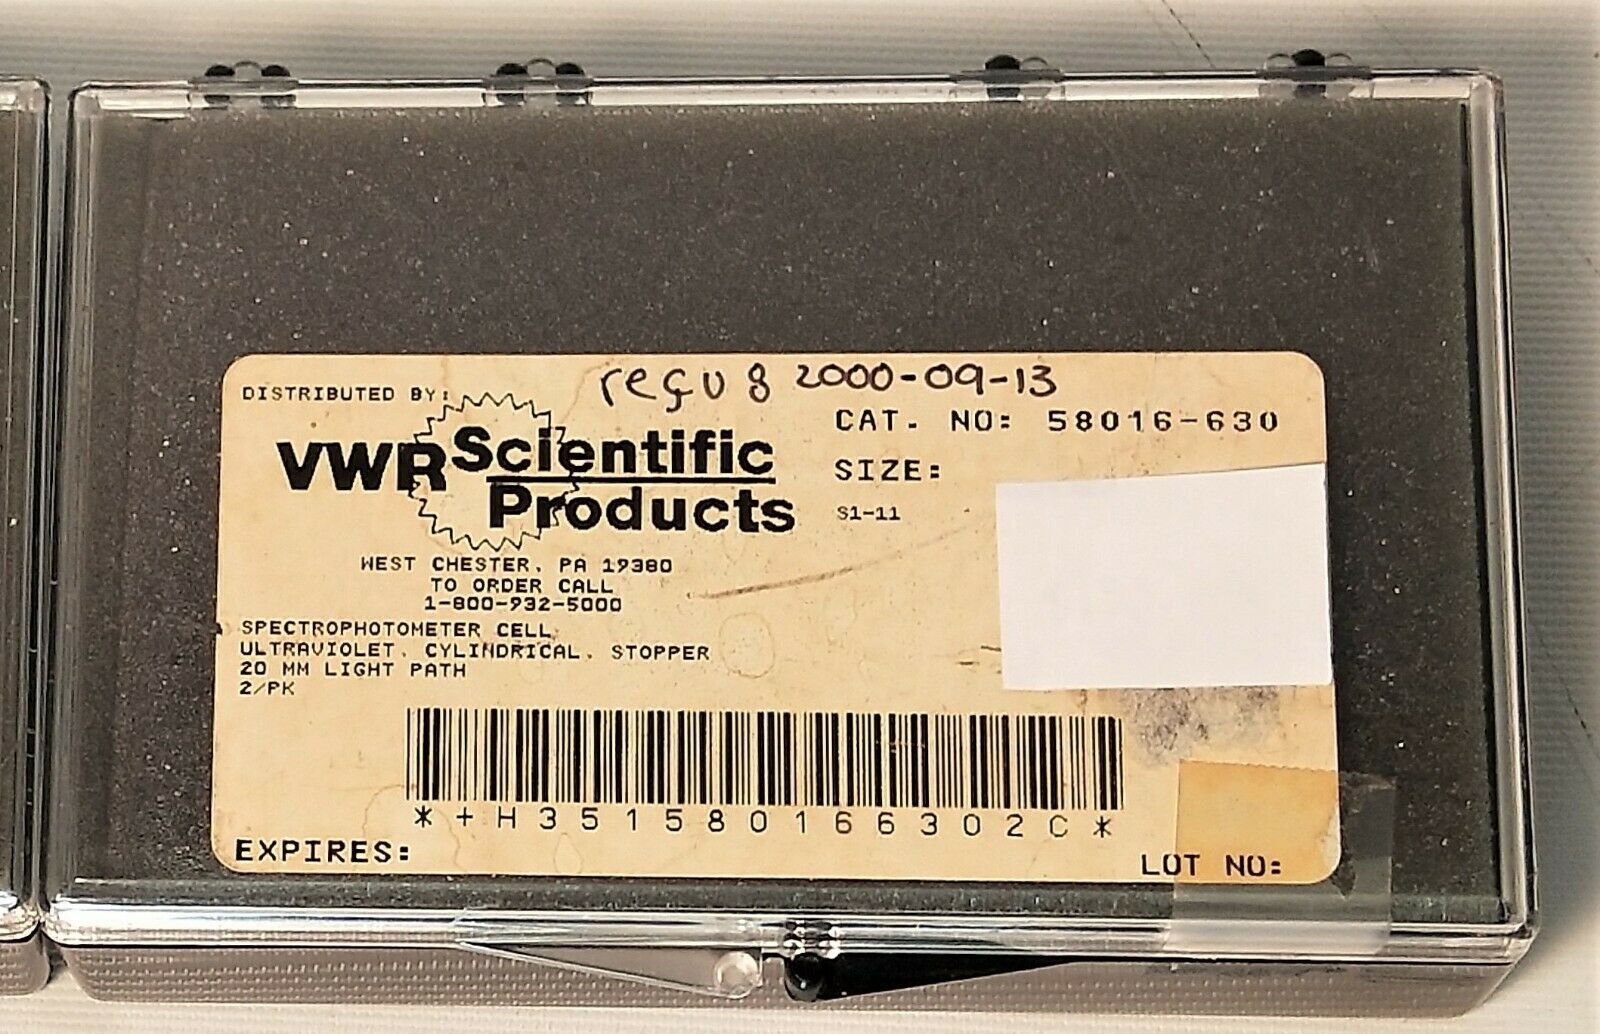 reçu 8 2000-09-13
DISTRIBUTED BY:
VWR Scientific
Products
WEST CHESTER, PA 19380
TO ORDER CALL
1-800-932-5000
CAT. NO: 58016-630
SIZE:
S1-11
SPECTROPHOTOMETER CELL
ULTRAVIOLET, CYLINDRICAL, STOPPER
20 MM LIGHT PATH
2/PK
*+H351580166302C*
EXPIRES:
LOT NO: